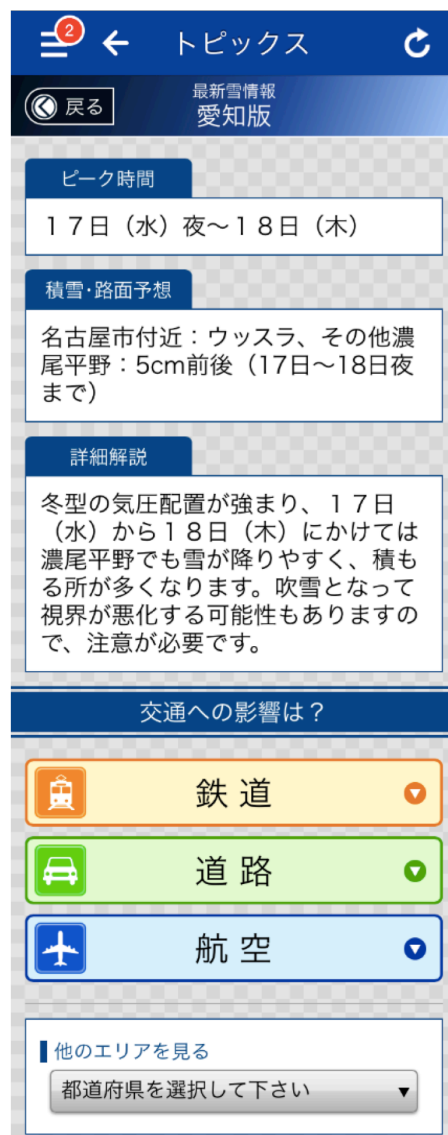 2
トピックス
戻る
最新雪情報
愛知版
ピーク時間
１７日（水）夜～１８日（木）
積雪･路面予想
名古屋市付近：ウッスラ、その他濃
尾平野：5cm前後（17日～18日夜
まで）
詳細解説
冬型の気圧配置が強まり、１７日
（水）から１８日（木）にかけては
濃尾平野でも雪が降りやすく、積も
る所が多くなります。吹雪となって
視界が悪化する可能性もありますの
で、注意が必要です。
交通への影響は？
鉄道
道路
航空
他のエリアを見る
都道府県を選択して下さい